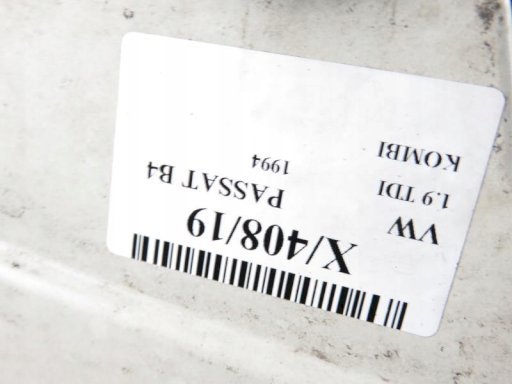 X/408/19
VW PASSAT B4
1.9 TDI 1994
KOMBI